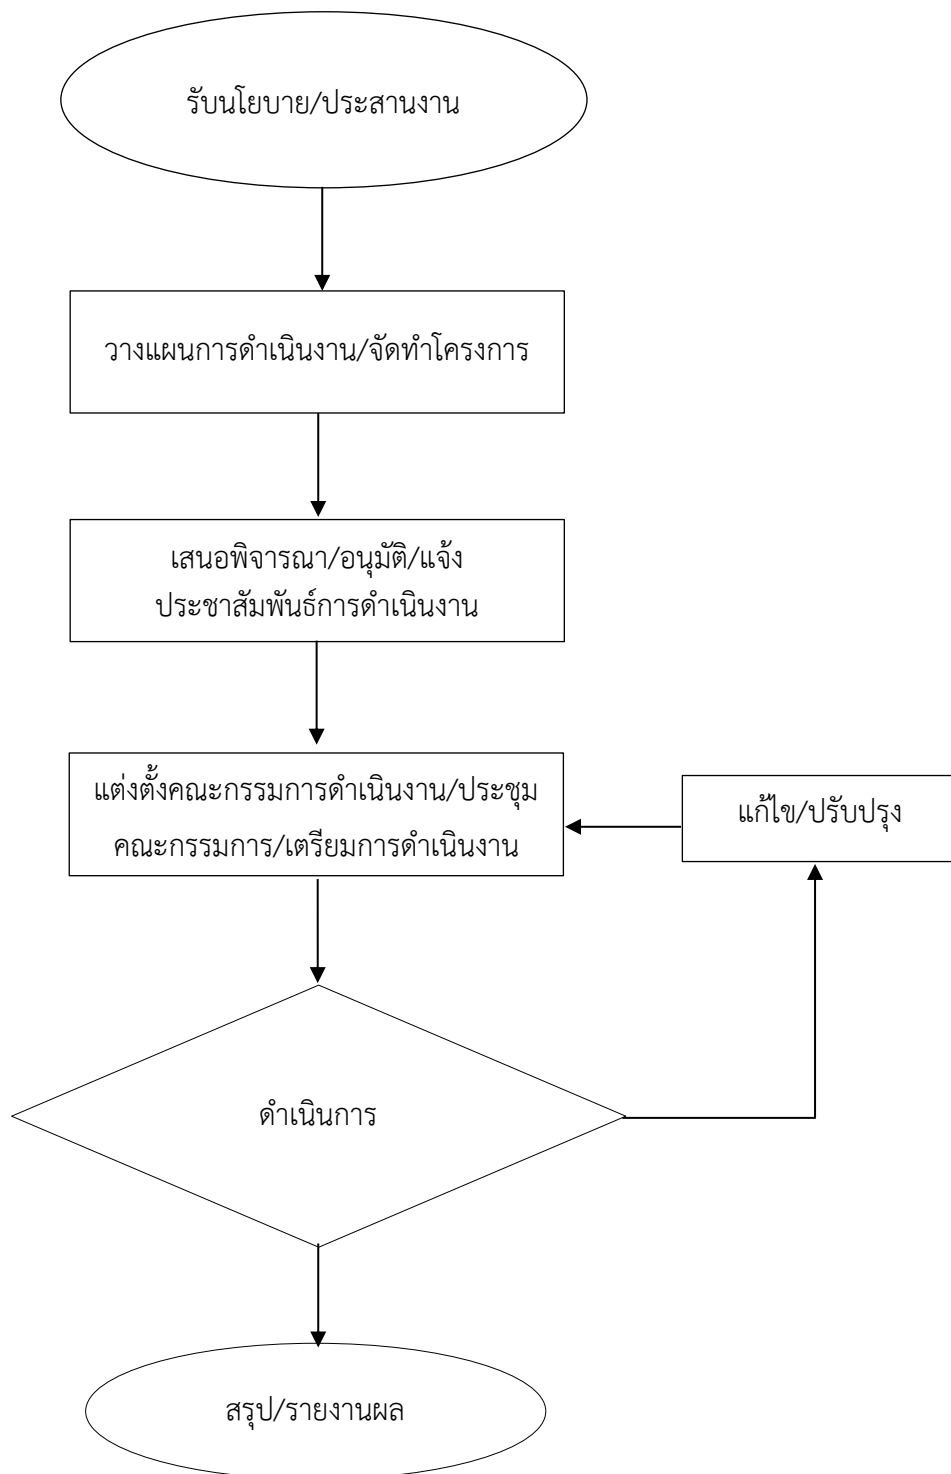 รับนโยบาย/ประสานงาน
วางแผนการดำเนินงาน/จัดทำโครงการ
เสนอพิจารณา/อนุมัติ/แจ้ง
ประชาสัมพันธ์การดำเนินงาน
แต่งตั้งคณะกรรมการดำเนินงาน/ประชุม
คณะกรรมการ/เตรียมการดำเนินงาน
แก้ไข/ปรับปรุง
ดำเนินการ
สรุป/รายงานผล